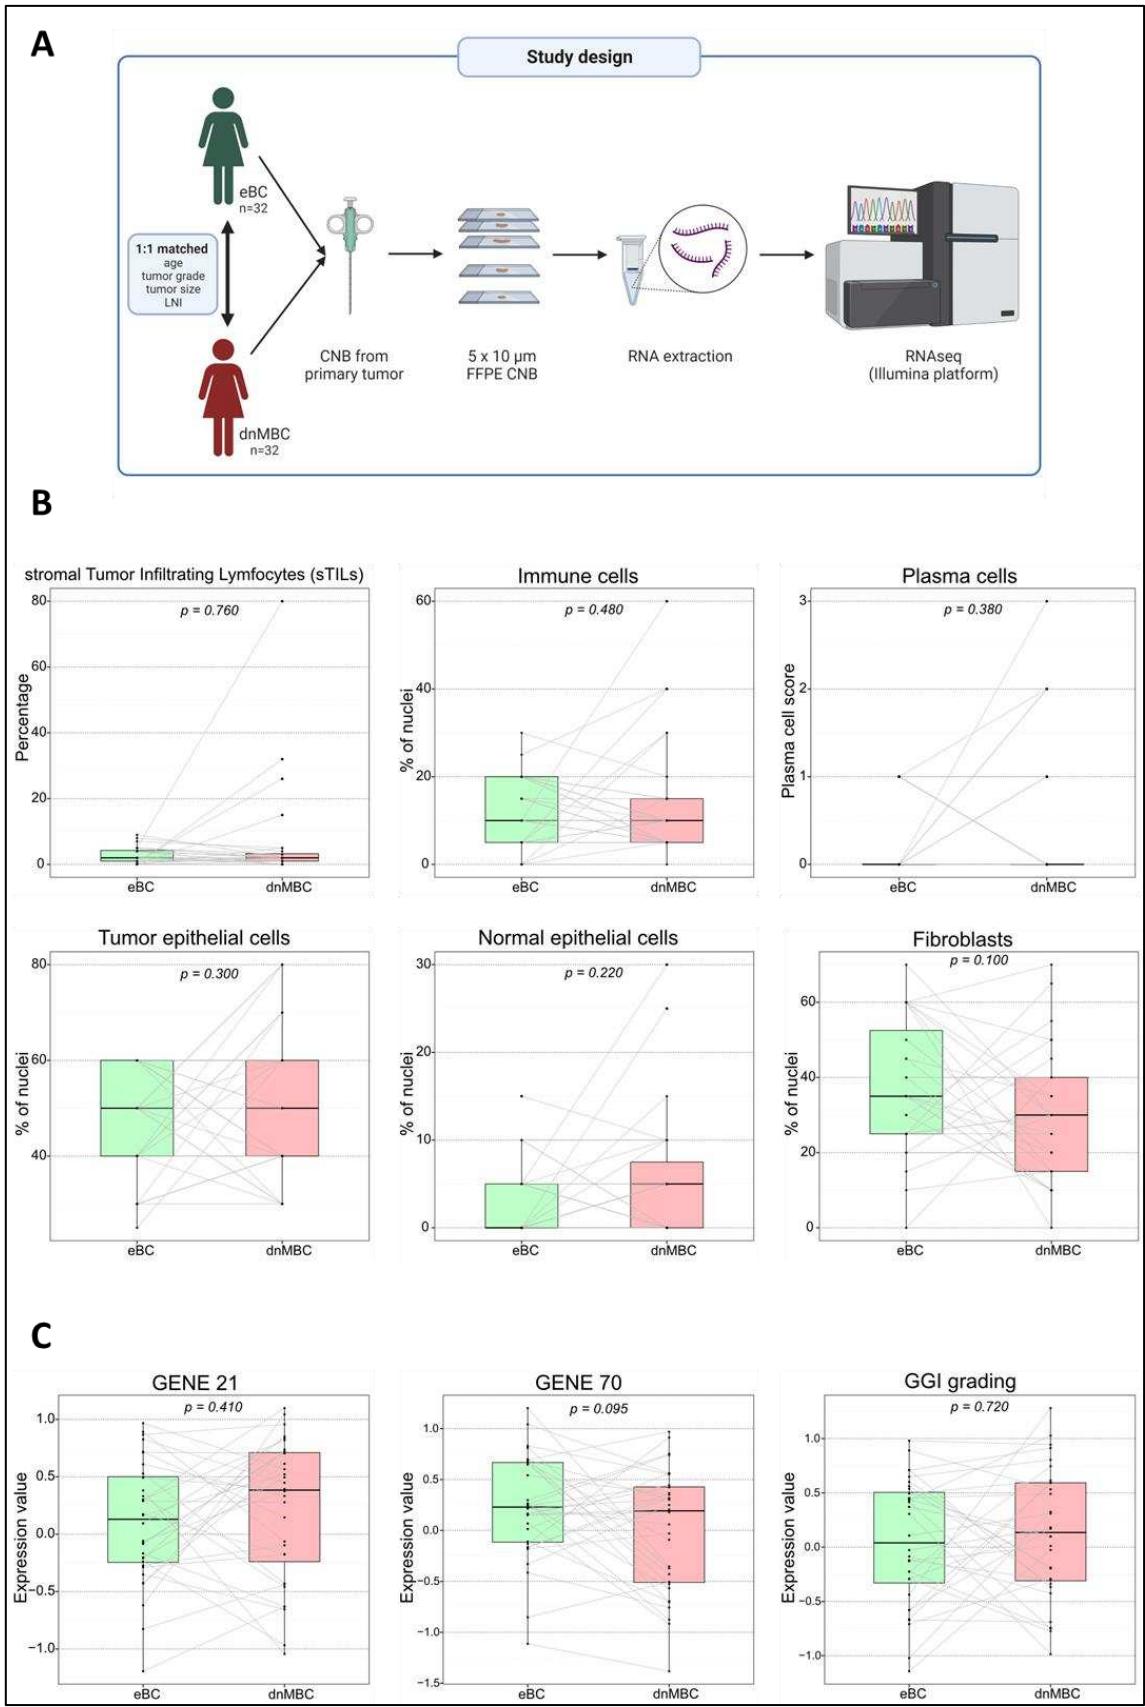 A
Study design
eBC
n=32
1:1 matched
age
tumor grade
tumor size
LNI
dnMBC
n=32
CNB from
primary tumor
5 x 10 µm
FFPE CNB
RNA extraction
RNAseq
(Illumina platform)
B
stromal Tumor Infiltrating Lymfocytes (sTILs)
p = 0.760
Percentage
80
60
40
20
0
eBC
dnMBC
Immune cells
p = 0.480
% of nuclei
60
40
20
0
eBC
dnMBC
Plasma cells
p = 0.380
Plasma cell score
3
2
1
0
eBC
dnMBC
Tumor epithelial cells
p = 0.300
% of nuclei
80
60
40
eBC
dnMBC
Normal epithelial cells
p = 0.220
% of nuclei
30
20
10
0
eBC
dnMBC
Fibroblasts
p = 0.100
% of nuclei
60
40
20
0
eBC
dnMBC
C
GENE 21
p = 0.410
Expression value
1.0
0.5
0.0
−0.5
−1.0
eBC
dnMBC
GENE 70
p = 0.095
Expression value
1.0
0.5
0.0
−0.5
−1.0
−1.5
eBC
dnMBC
GGI grading
p = 0.720
Expression value
1.0
0.5
0.0
−0.5
−1.0
eBC
dnMBC